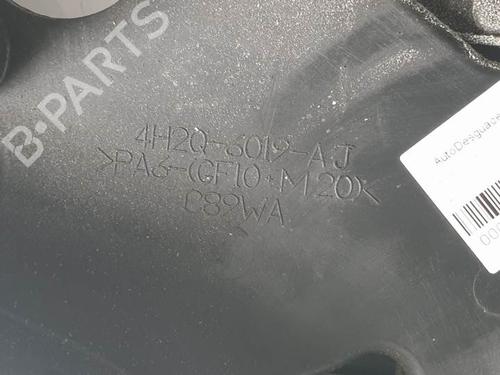 B-PARTS
4H2Q-6019-AJ
>PA6-(GF10+M20)<
C89WA
AutoDesguace
000